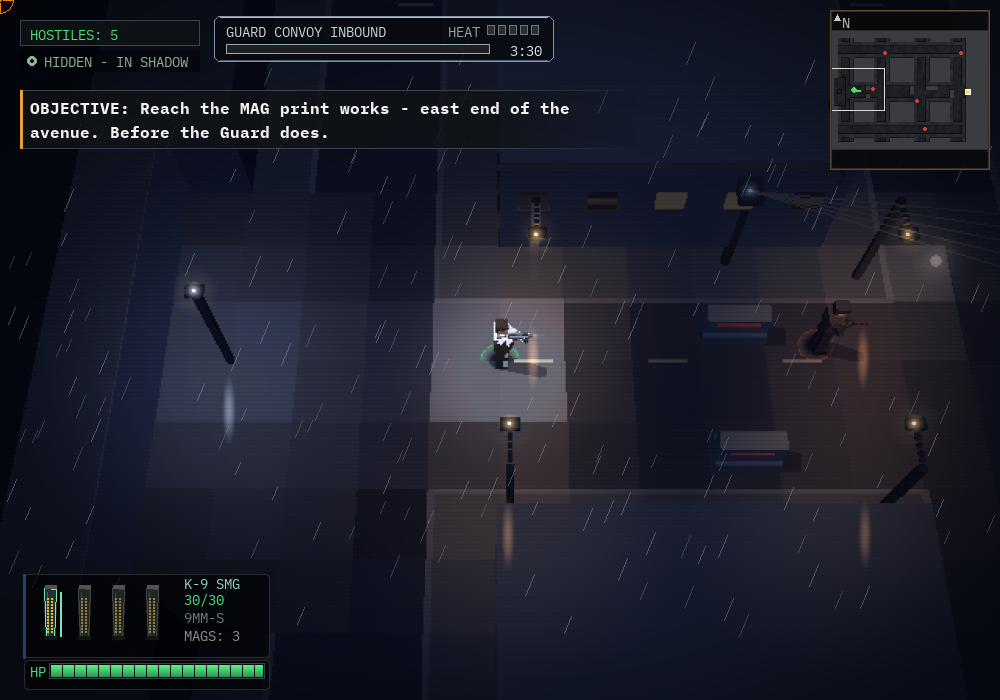 HOSTILES: 5
HIDDEN - IN SHADOW
GUARD CONVOY INBOUND
HEAT
3:30
N
OBJECTIVE: Reach the MAG print works - east end of the
avenue. Before the Guard does.
K-9 SMG
30/30
9MM-S
MAGS: 3
HP